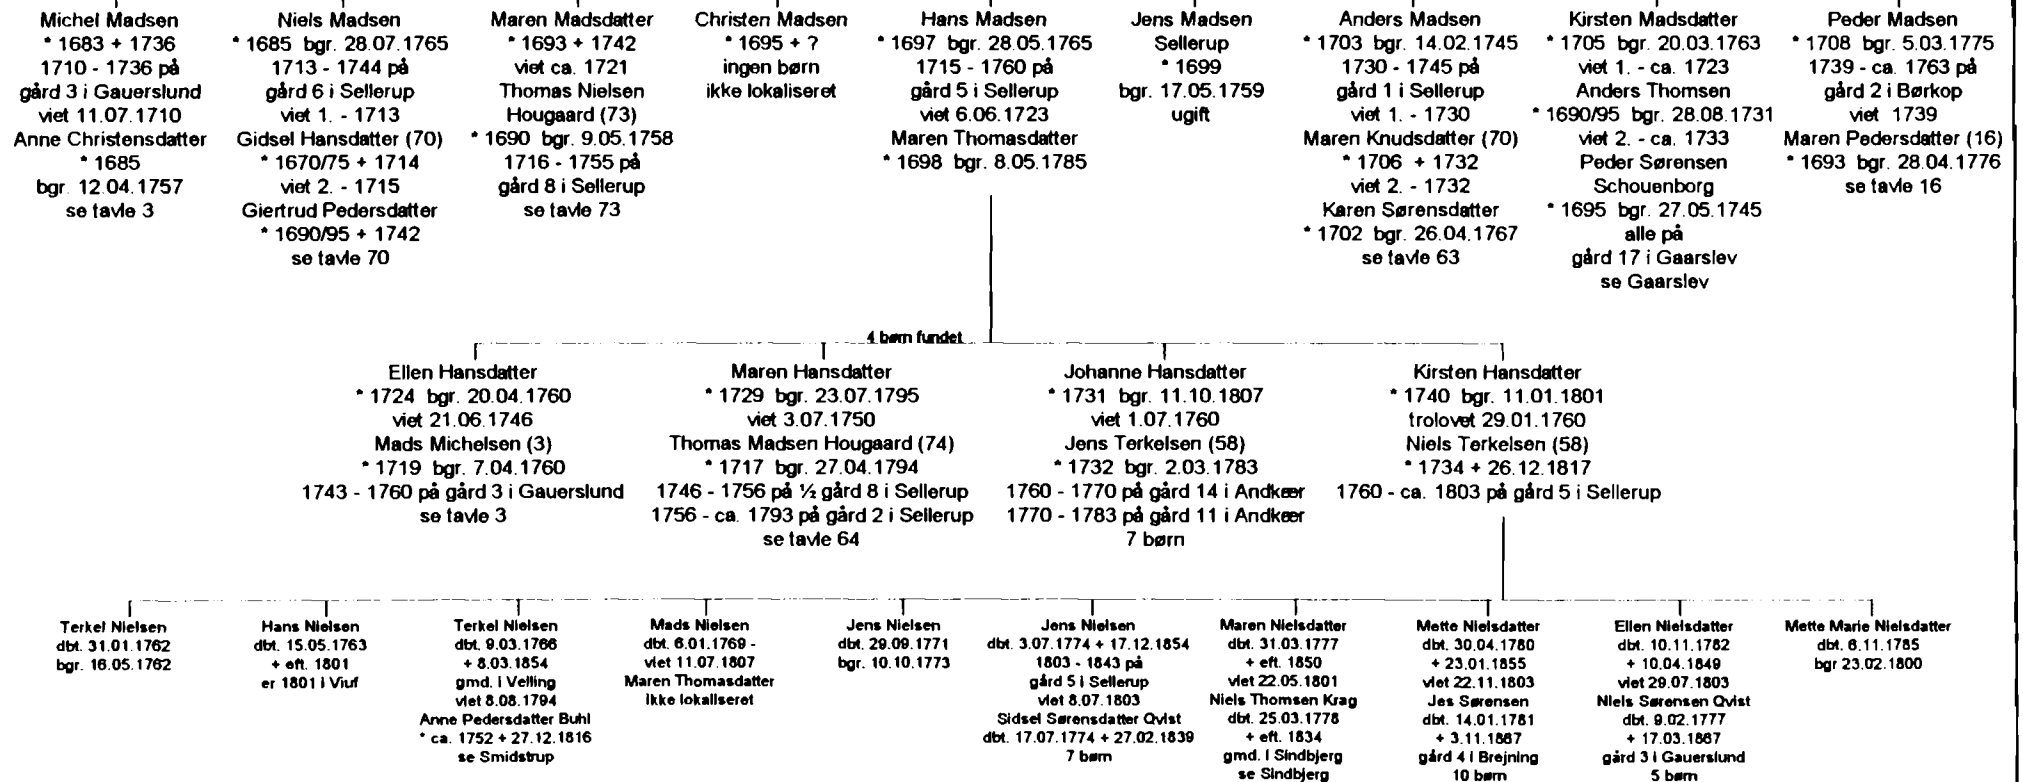 Michel Madsen
* 1683 + 1736
1710 - 1736 på
gård 3 i Gauerslund
viet 11.07.1710
Anne Christensdatter
* 1685
bgr. 12.04.1757
se tavle 3
Niels Madsen
* 1685 bgr. 28.07.1765
1713 - 1744 på
gård 6 i Sellerup
viet 1. - 1713
Gidsel Hansdatter (70)
* 1670/75 + 1714
viet 2. - 1715
Giertrud Pedersdatter
* 1690/95 + 1742
se tavle 70
Maren Madsdatter
* 1693 + 1742
viet ca. 1721
Thomas Nielsen
Hougaard (73)
* 1690 bgr. 9.05.1758
1716 - 1755 på
gård 8 i Sellerup
se tavle 73
Christen Madsen
* 1695 + ?
ingen børn
ikke lokaliseret
Hans Madsen
* 1697 bgr. 28.05.1765
1715 - 1760 på
gård 5 i Sellerup
viet 6.06.1723
Maren Thomasdatter
* 1698 bgr. 8.05.1785
Jens Madsen
Sellerup
* 1699
bgr. 17.05.1759
ugift
Anders Madsen
* 1703 bgr. 14.02.1745
1730 - 1745 på
gård 1 i Sellerup
viet 1. - 1730
Maren Knudsdatter (70)
* 1706 + 1732
viet 2. - 1732
Karen Sørensdatter
* 1702 bgr. 26.04.1767
se tavle 63
Kirsten Madsdatter
* 1705 bgr. 20.03.1763
viet 1. - ca. 1723
Anders Thomsen
* 1690/95 bgr. 28.08.1731
viet 2. - ca. 1733
Peder Sørensen
Schouenborg
* 1695 bgr. 27.05.1745
alle på
gård 17 i Gaarslev
se Gaarslev
Peder Madsen
* 1708 bgr. 5.03.1775
1739 - ca. 1763 på
gård 2 i Børkop
viet 1739
Maren Pedersdatter (16)
* 1693 bgr. 28.04.1776
se tavle 16
4 børn fundet
Ellen Hansdatter
* 1724 bgr. 20.04.1760
viet 21.06.1746
Mads Michelsen (3)
* 1719 bgr. 7.04.1760
1743 - 1760 på gård 3 i Gauerslund
se tavle 3
Maren Hansdatter
* 1729 bgr. 23.07.1795
viet 3.07.1750
Thomas Madsen Hougaard (74)
* 1717 bgr. 27.04.1794
1746 - 1756 på ½ gård 8 i Sellerup
1756 - ca. 1793 på gård 2 i Sellerup
se tavle 64
Johanne Hansdatter
* 1731 bgr. 11.10.1807
viet 1.07.1760
Jens Terkelsen (58)
* 1732 bgr. 2.03.1783
1760 - 1770 på gård 14 i Andkær
1770 - 1783 på gård 11 i Andkær
7 børn
Kirsten Hansdatter
* 1740 bgr. 11.01.1801
trolovet 29.01.1760
Niels Terkelsen (58)
* 1734 + 26.12.1817
1760 - ca. 1803 på gård 5 i Sellerup
Terkel Nielsen
dbt. 31.01.1762
bgr. 16.05.1762
Hans Nielsen
dbt. 15.05.1763
+ eft. 1801
er 1801 i Viuf
Terkel Nielsen
dbt. 9.03.1766
+ 8.03.1854
gmd. i Velling
viet 8.08.1794
Anne Pedersdatter Buhl
* ca. 1752 + 27.12.1816
se Smidstrup
Mads Nielsen
dbt. 6.01.1769 -
viet 11.07.1807
Maren Thomasdatter
ikke lokaliseret
Jens Nielsen
dbt. 29.09.1771
bgr. 10.10.1773
Jens Nielsen
dbt. 3.07.1774 + 17.12.1854
1803 - 1843 på
gård 5 i Sellerup
viet 8.07.1803
Sidsel Sørensdatter Qvist
dbt. 17.07.1774 + 27.02.1839
7 børn
Maren Nielsdatter
dbt. 31.03.1777
+ eft. 1850
viet 22.05.1801
Niels Thomsen Krag
dbt. 25.03.1778
+ eft. 1834
gmd. i Sindbjerg
se Sindbjerg
Mette Nielsdatter
dbt. 30.04.1780
+ 23.01.1855
viet 22.11.1803
Jes Sørensen
dbt. 14.01.1781
+ 3.11.1867
gård 4 i Brejning
10 børn
Ellen Nielsdatter
dbt. 10.11.1782
+ 10.04.1849
viet 29.07.1803
Niels Sørensen Qvist
dbt. 9.02.1777
+ 17.03.1867
gård 3 i Gauerslund
5 børn
Mette Marie Nielsdatter
dbt. 6.11.1785
bgr 23.02.1800